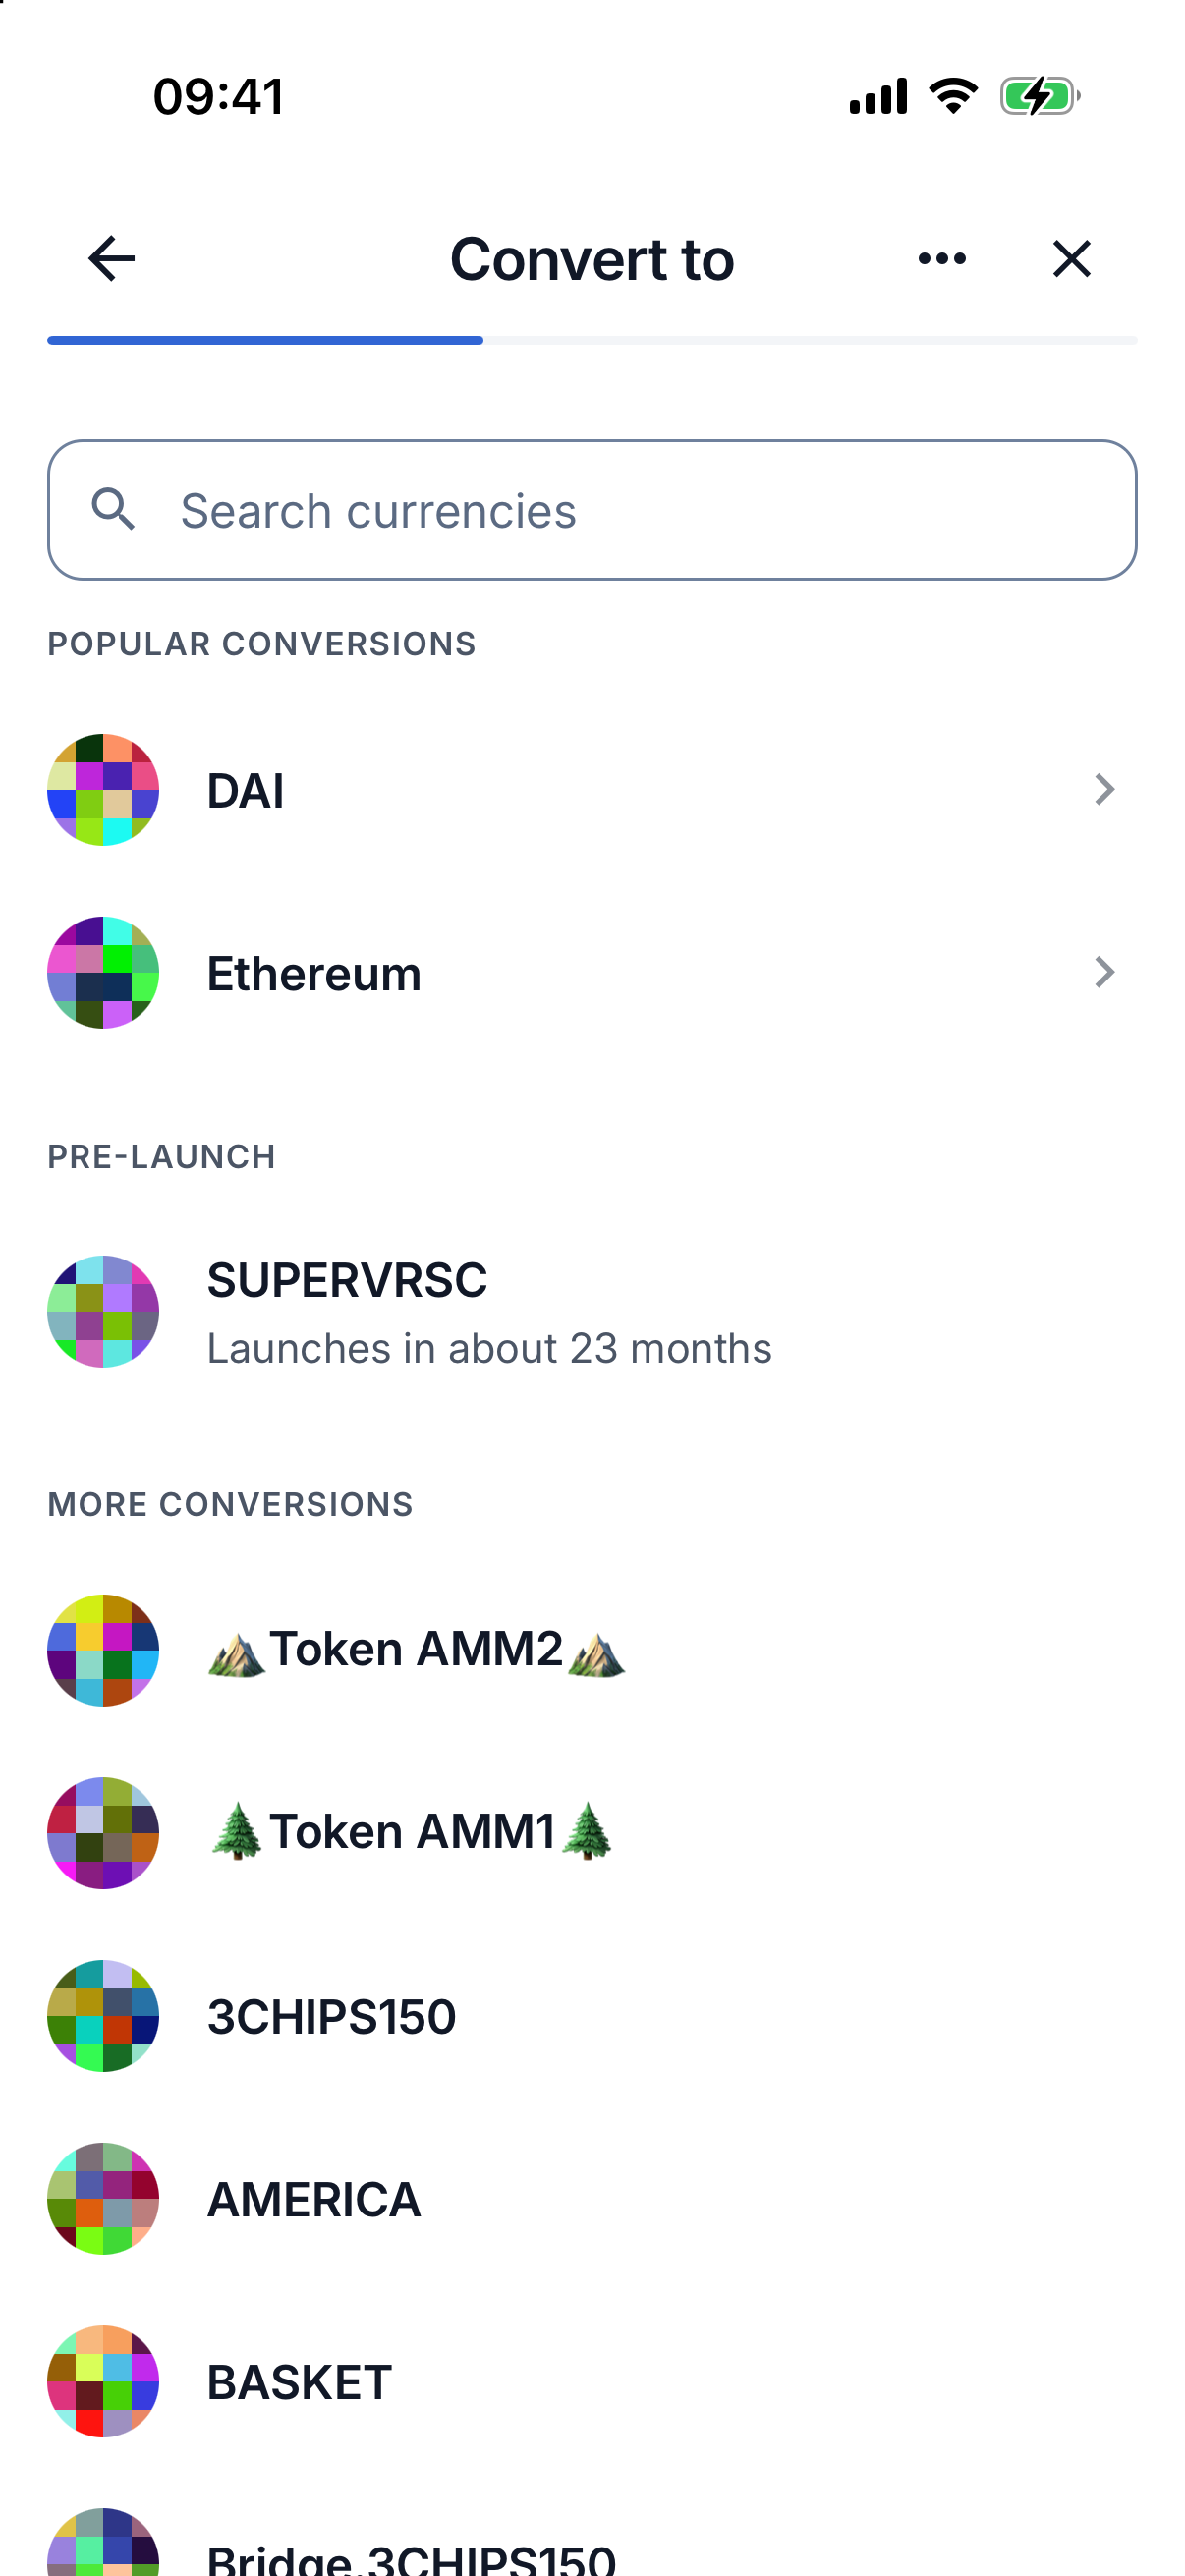 09:41
Convert to
Search currencies
POPULAR CONVERSIONS
DAI
Ethereum
PRE-LAUNCH
SUPERVRSC
Launches in about 23 months
MORE CONVERSIONS
⛰️Token AMM2⛰️
🌲Token AMM1🌲
3CHIPS150
AMERICA
BASKET
Bridge.3CHIPS150